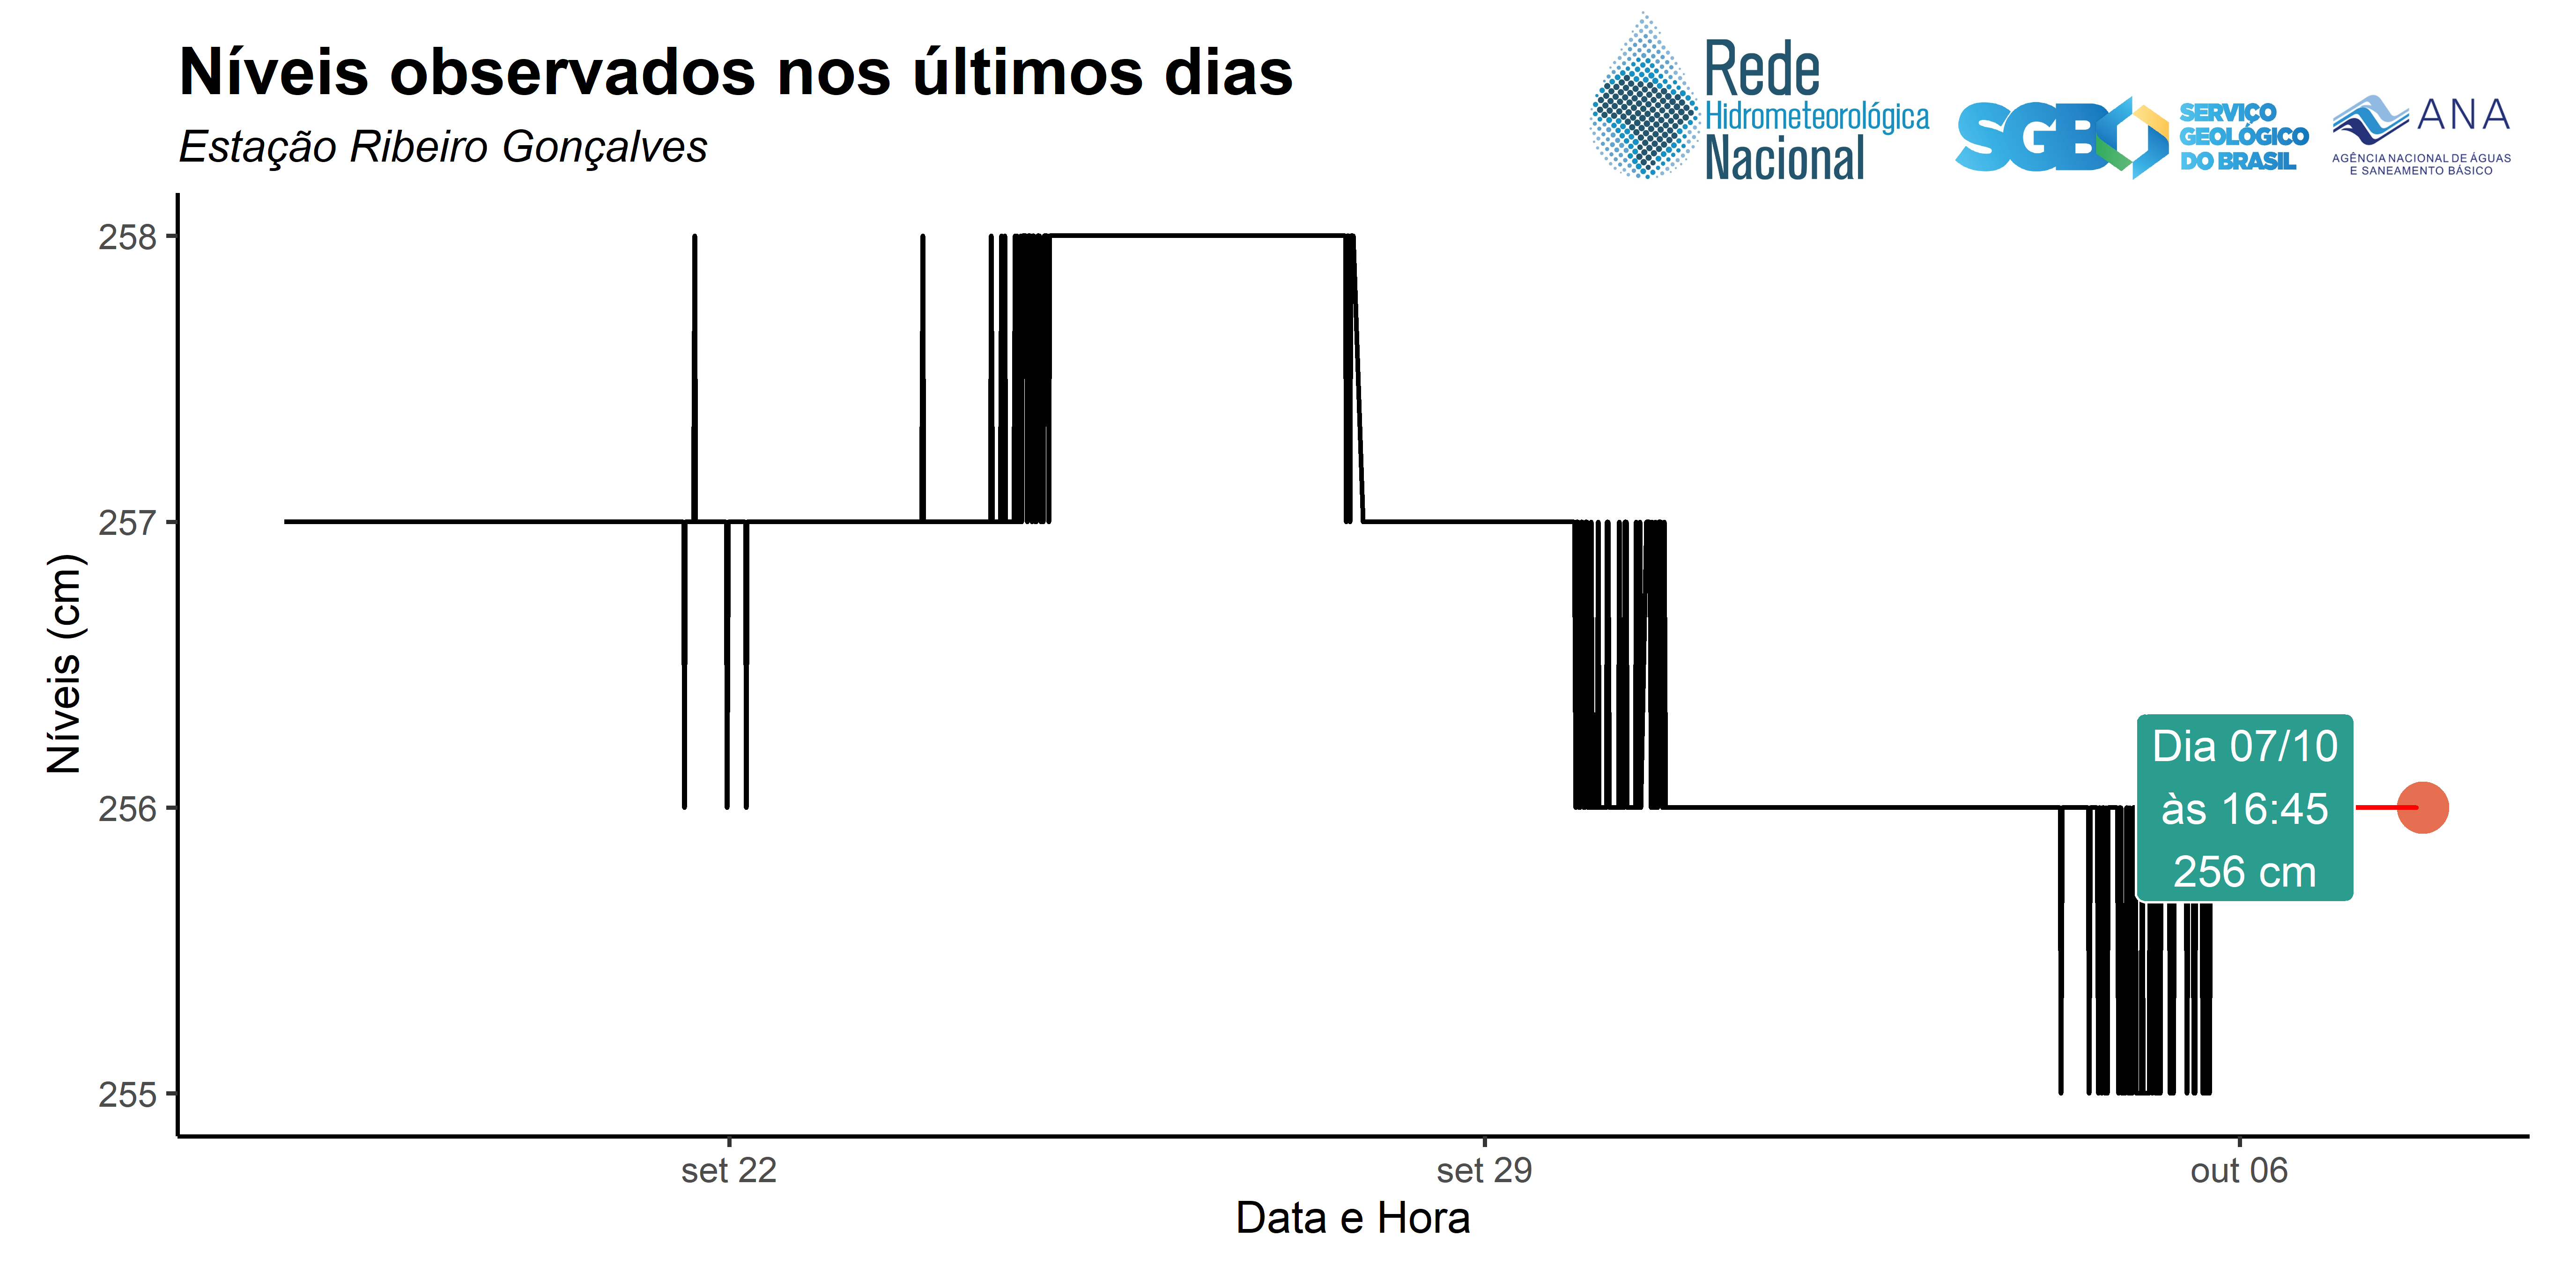 Níveis observados nos últimos dias
Estação Ribeiro Gonçalves
Rede
Hidrometeorológica
Nacional
SGB
SERVIÇO
GEOLÓGICO
DO BRASIL
ANA
AGÊNCIA NACIONAL DE ÁGUAS
E SANEAMENTO BÁSICO
Níveis (cm)
258
257
256
255
Dia 07/10
às 16:45
256 cm
set 22
set 29
out 06
Data e Hora